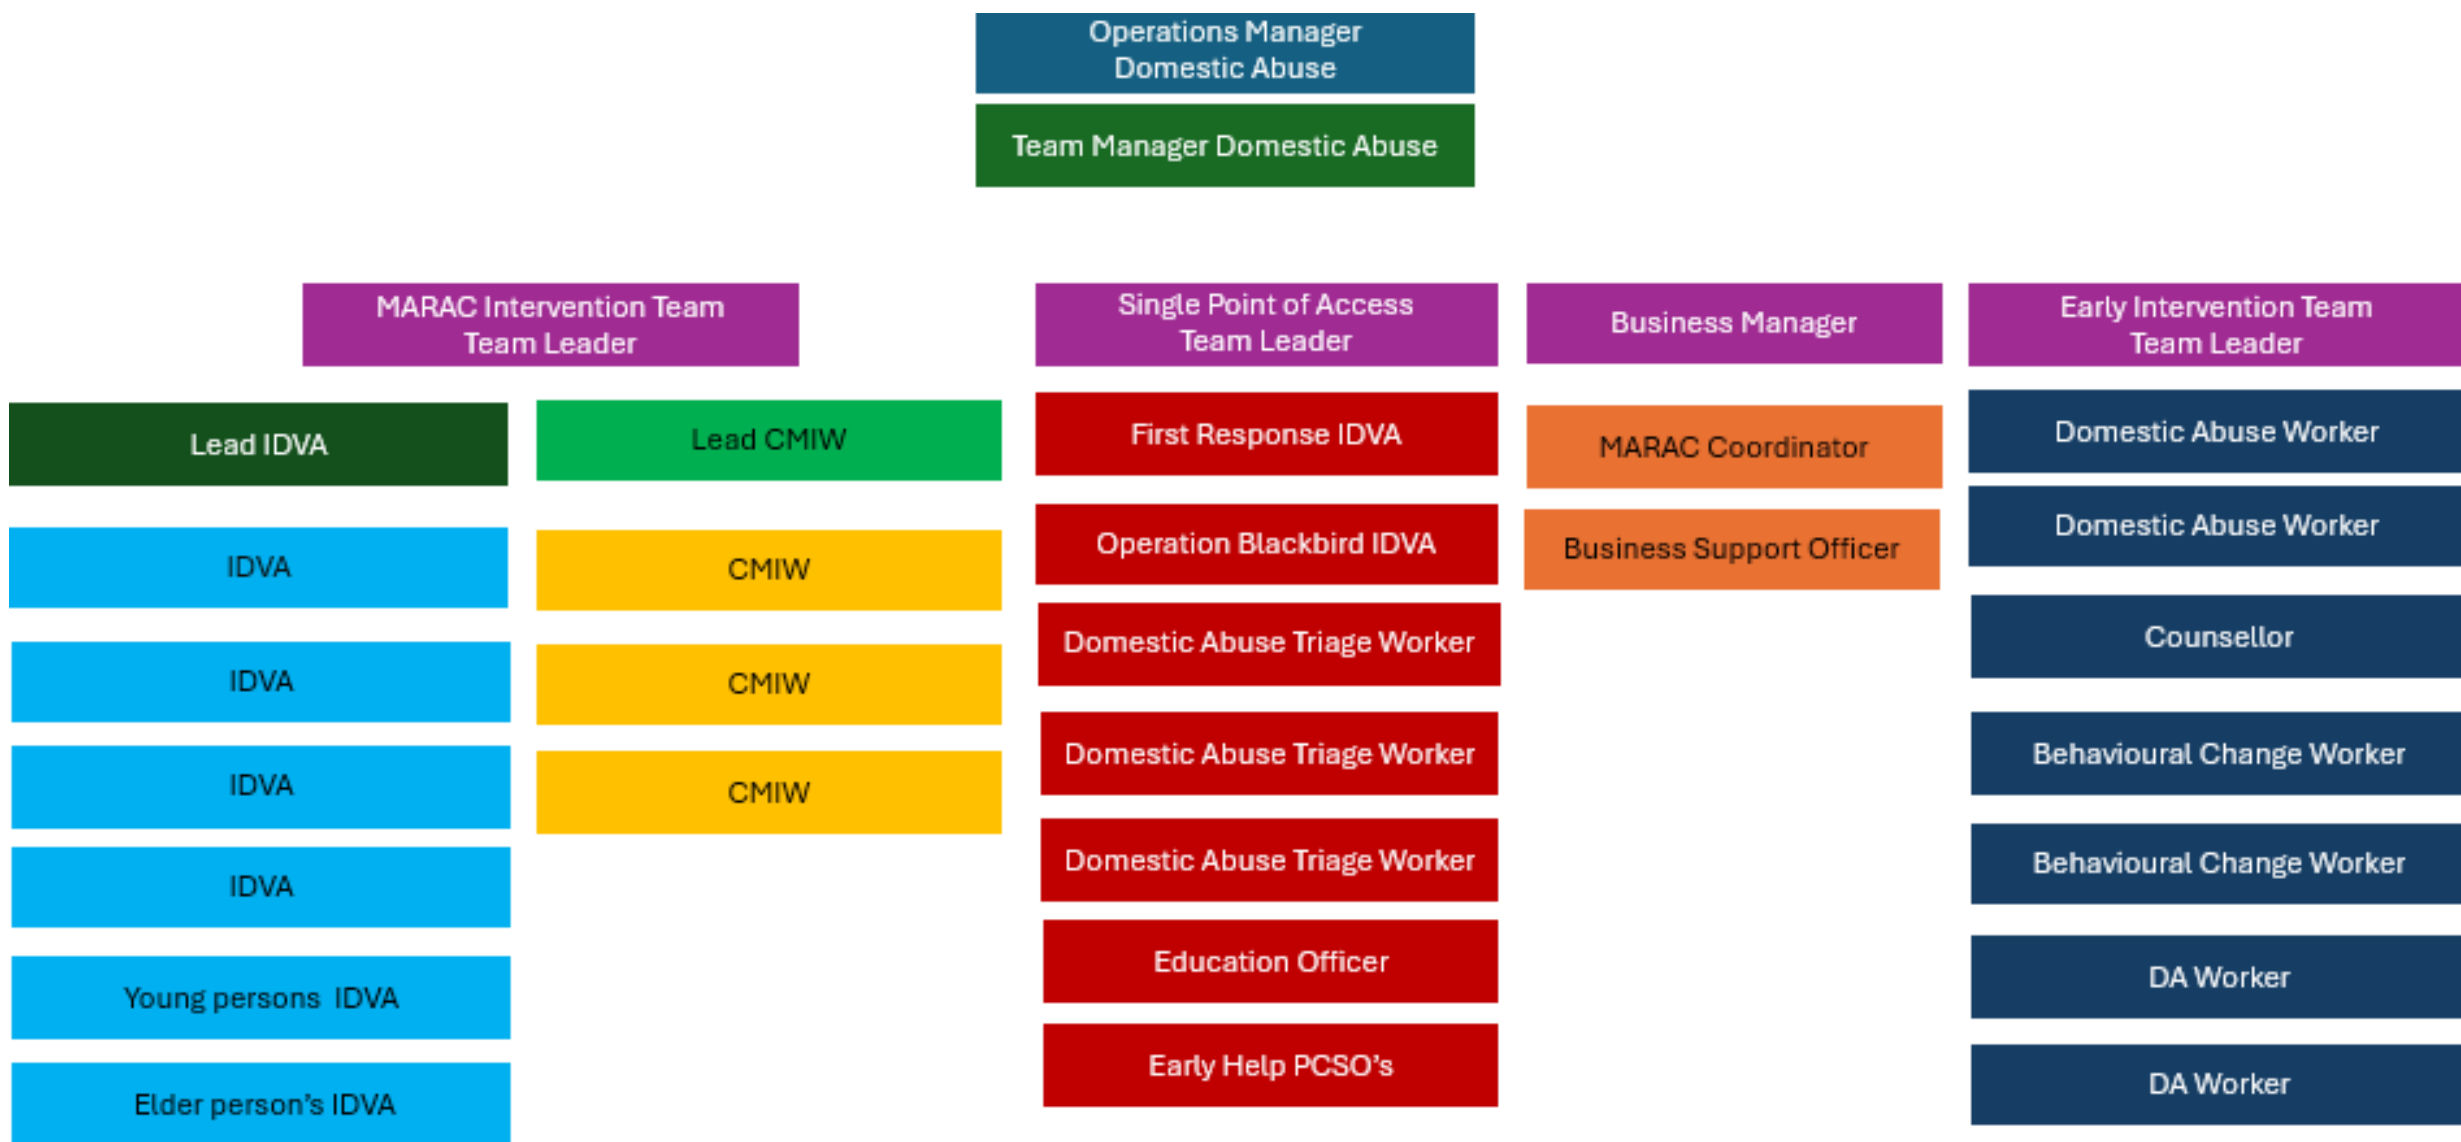 Operations Manager
Domestic Abuse
Team Manager Domestic Abuse
MARAC Intervention Team
Team Leader
Lead IDVA
IDVA
IDVA
IDVA
IDVA
Young persons  IDVA
Elder person’s IDVA
Lead CMIW
CMIW
CMIW
CMIW
Single Point of Access
Team Leader
First Response IDVA
Operation Blackbird IDVA
Domestic Abuse Triage Worker
Domestic Abuse Triage Worker
Domestic Abuse Triage Worker
Education Officer
Early Help PCSO’s
Business Manager
MARAC Coordinator
Business Support Officer
Early Intervention Team
Team Leader
Domestic Abuse Worker
Domestic Abuse Worker
Counsellor
Behavioural Change Worker
Behavioural Change Worker
DA Worker
DA Worker